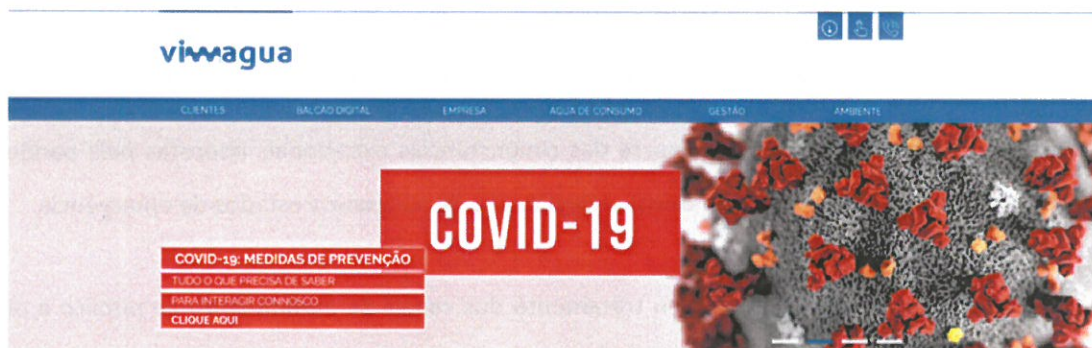 vimagua
CLIENTES BALCÃO DIGITAL EMPRESA ÁGUA DE CONSUMO GESTÃO AMBIENTE
COVID-19
COVID-19: MEDIDAS DE PREVENÇÃO
TUDO O QUE PRECISA DE SABER
PARA INTERAGIR CONNOSCO
CLIQUE AQUI